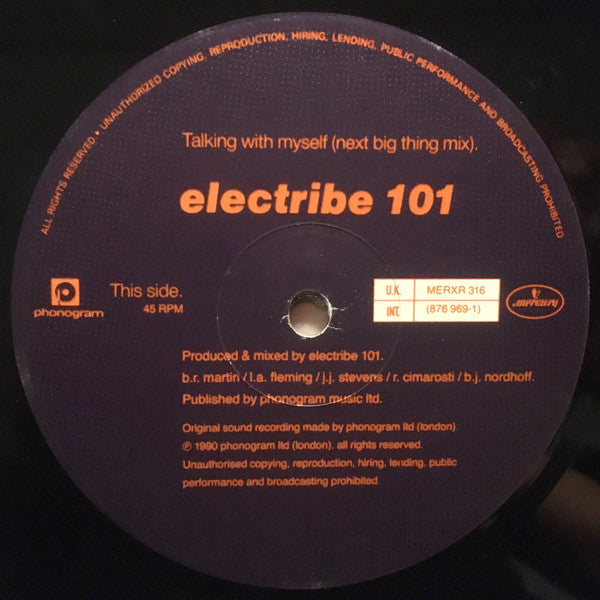 ALL RIGHTS RESERVED • UNAUTHORIZED COPYING, REPRODUCTION, HIRING, LENDING, PUBLIC PERFORMANCE AND BROADCASTING PROHIBITED
Talking with myself (next big thing mix).
electribe 101
p
phonogram
This side.
45 RPM
U.K. MERXR 316
INT. (876 969-1)
mercury
Produced & mixed by electribe 101.
b.r. martin / l.a. fleming / j.j. stevens / r. cimarosti / b.j. nordhoff.
Published by phonogram music ltd.
Original sound recording made by phonogram ltd (london).
℗ 1990 phonogram ltd (london). all rights reserved.
Unauthorised copying, reproduction, hiring, lending, public
performance and broadcasting prohibited.